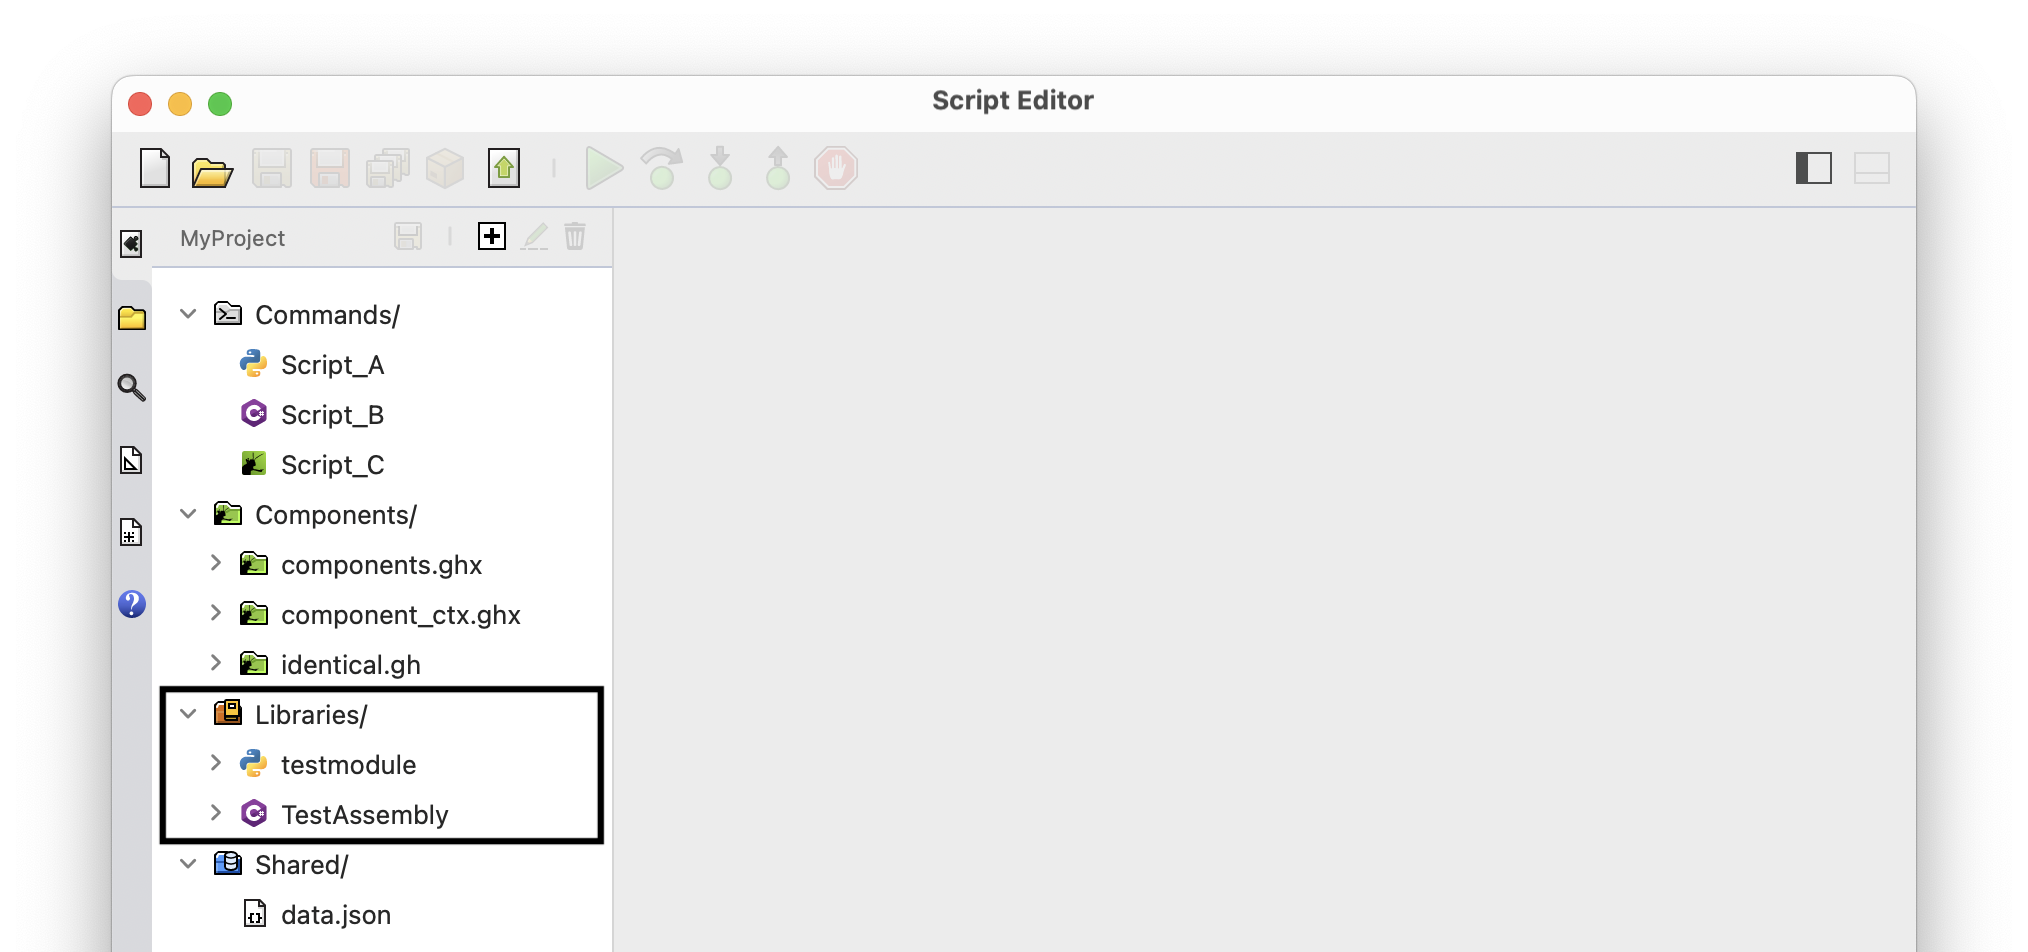 Script Editor
MyProject
Commands/
Script_A
Script_B
Script_C
Components/
components.ghx
component_ctx.ghx
identical.gh
Libraries/
testmodule
TestAssembly
Shared/
data.json